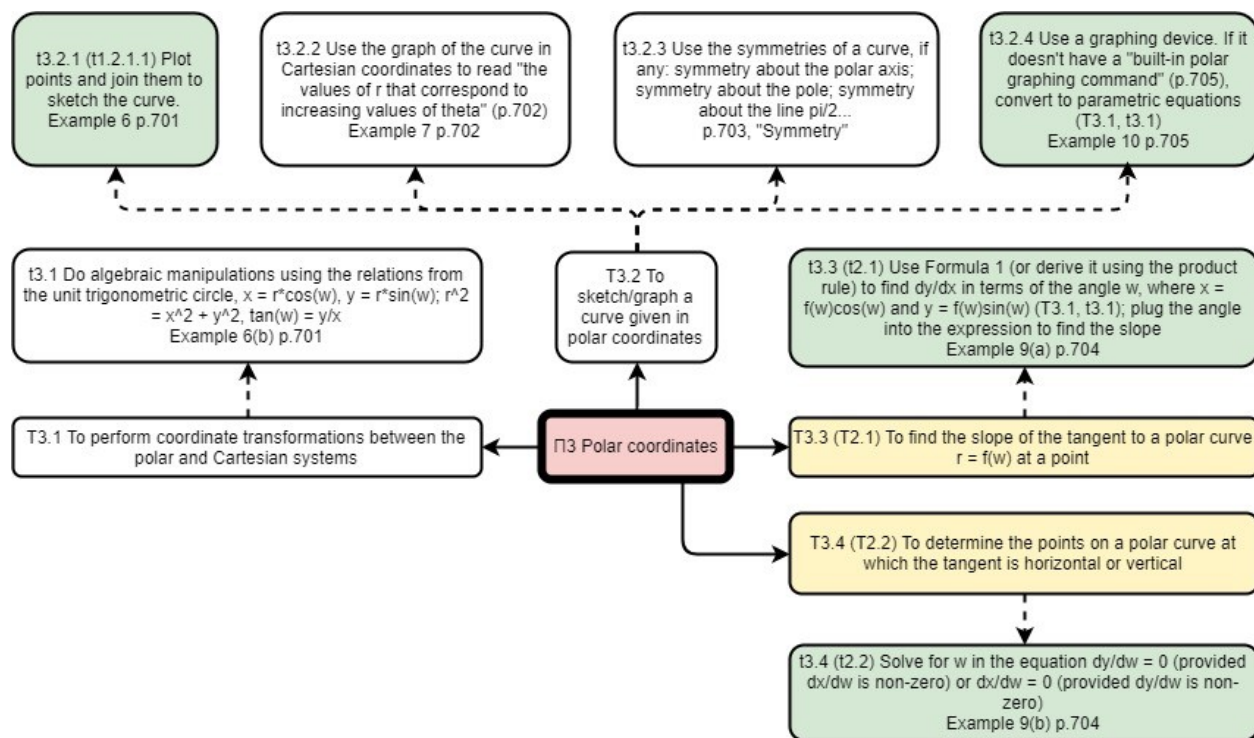 t3.2.1 (t1.2.1.1) Plot
points and join them to
sketch the curve.
Example 6 p.701
t3.2.2 Use the graph of the curve in
Cartesian coordinates to read "the
values of r that correspond to
increasing values of theta" (p.702)
Example 7 p.702
t3.2.3 Use the symmetries of a curve, if
any: symmetry about the polar axis;
symmetry about the pole; symmetry
about the line pi/2...
p.703, "Symmetry"
t3.2.4 Use a graphing device. If it
doesn't have a "built-in polar
graphing command" (p.705),
convert to parametric equations
(T3.1, t3.1)
Example 10 p.705
t3.1 Do algebraic manipulations using the relations from
the unit trigonometric circle, x = r*cos(w), y = r*sin(w); r^2
= x^2 + y^2, tan(w) = y/x
Example 6(b) p.701
T3.2 To
sketch/graph a
curve given in
polar coordinates
t3.3 (t2.1) Use Formula 1 (or derive it using the product
rule) to find dy/dx in terms of the angle w, where x =
f(w)cos(w) and y = f(w)sin(w) (T3.1, t3.1); plug the angle
into the expression to find the slope
Example 9(a) p.704
T3.1 To perform coordinate transformations between the
polar and Cartesian systems
П3 Polar coordinates
T3.3 (T2.1) To find the slope of the tangent to a polar curve
r = f(w) at a point
T3.4 (T2.2) To determine the points on a polar curve at
which the tangent is horizontal or vertical
t3.4 (t2.2) Solve for w in the equation dy/dw = 0 (provided
dx/dw is non-zero) or dx/dw = 0 (provided dy/dw is non-
zero)
Example 9(b) p.704